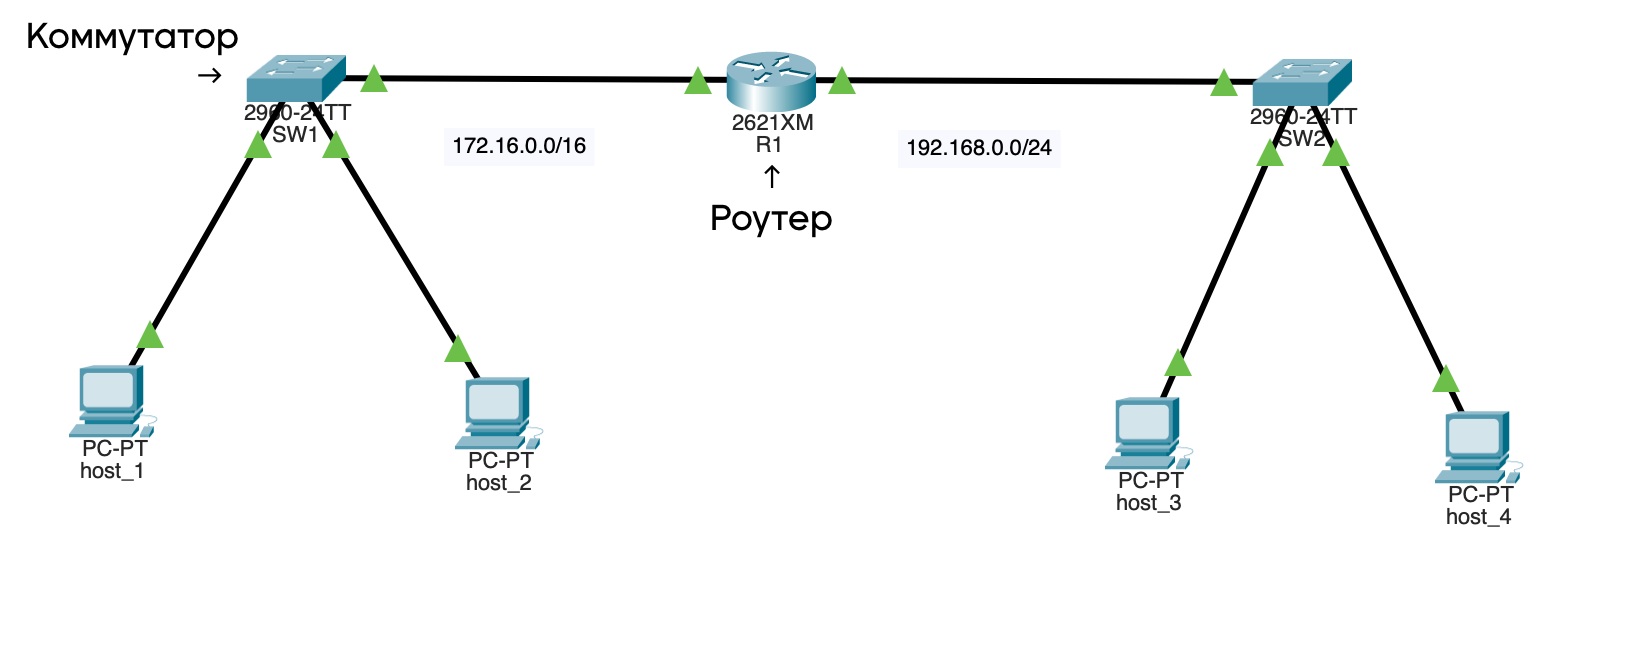 Коммутатор
→
2960-24TT
SW1
172.16.0.0/16
2621XM
R1
↑
Роутер
192.168.0.0/24
2960-24TT
SW2
PC-PT
host_1
PC-PT
host_2
PC-PT
host_3
PC-PT
host_4